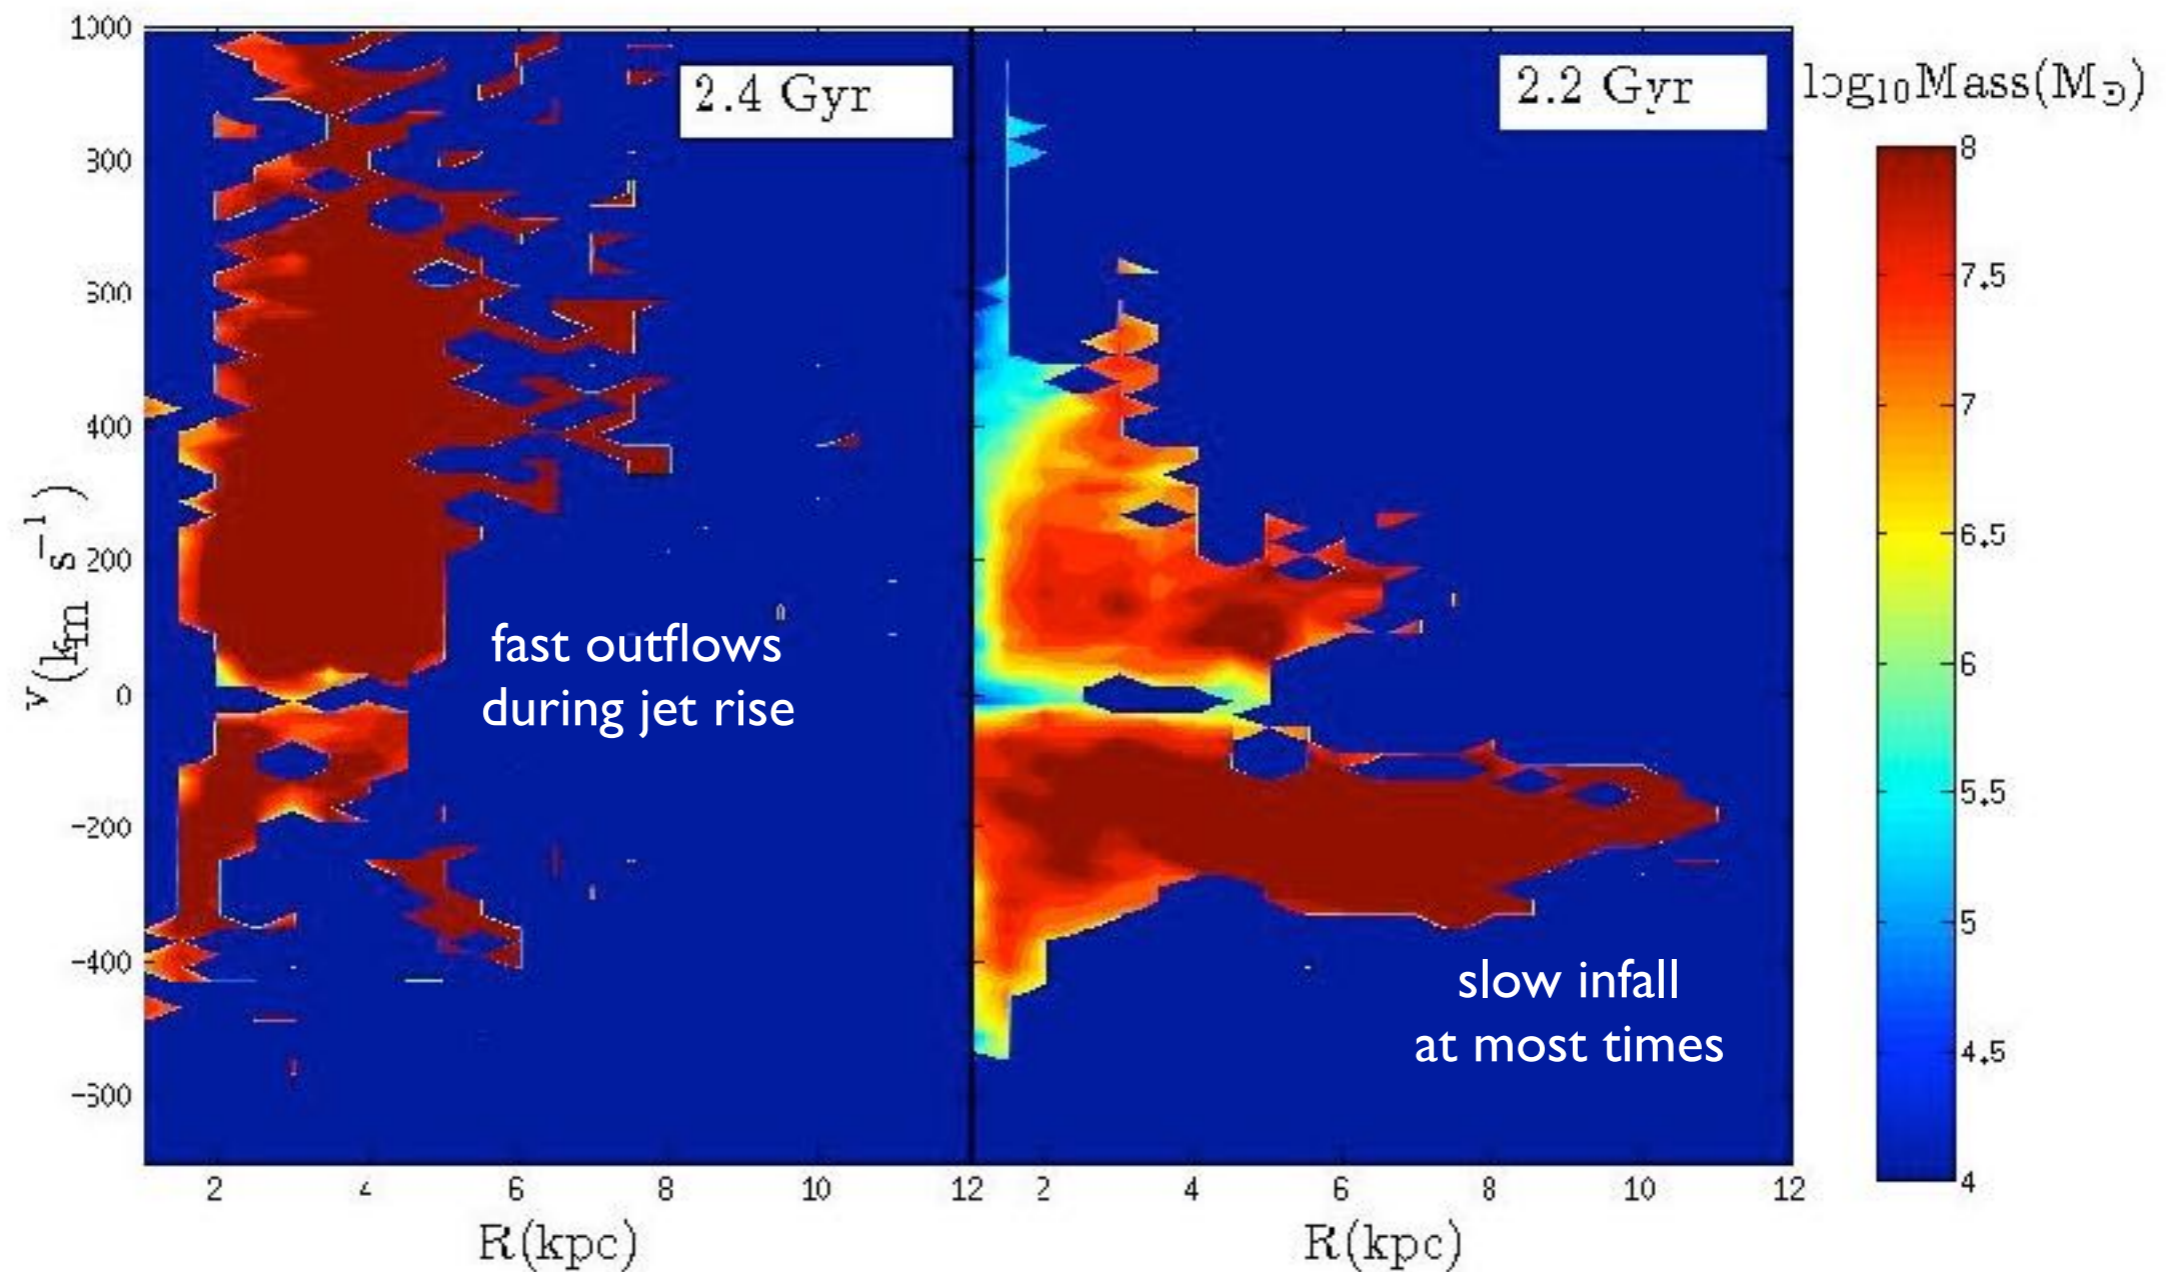 1000
800
600
400
200
0
-200
-400
-600
v(km s⁻¹)
2.4 Gyr
fast outflows
during jet rise
2 4 6 8 10 12
R(kpc)
2.2 Gyr
slow infall
at most times
2 4 6 8 10 12
R(kpc)
log₁₀Mass(M⊙)
8
7.5
7
6.5
6
5.5
5
4.5
4